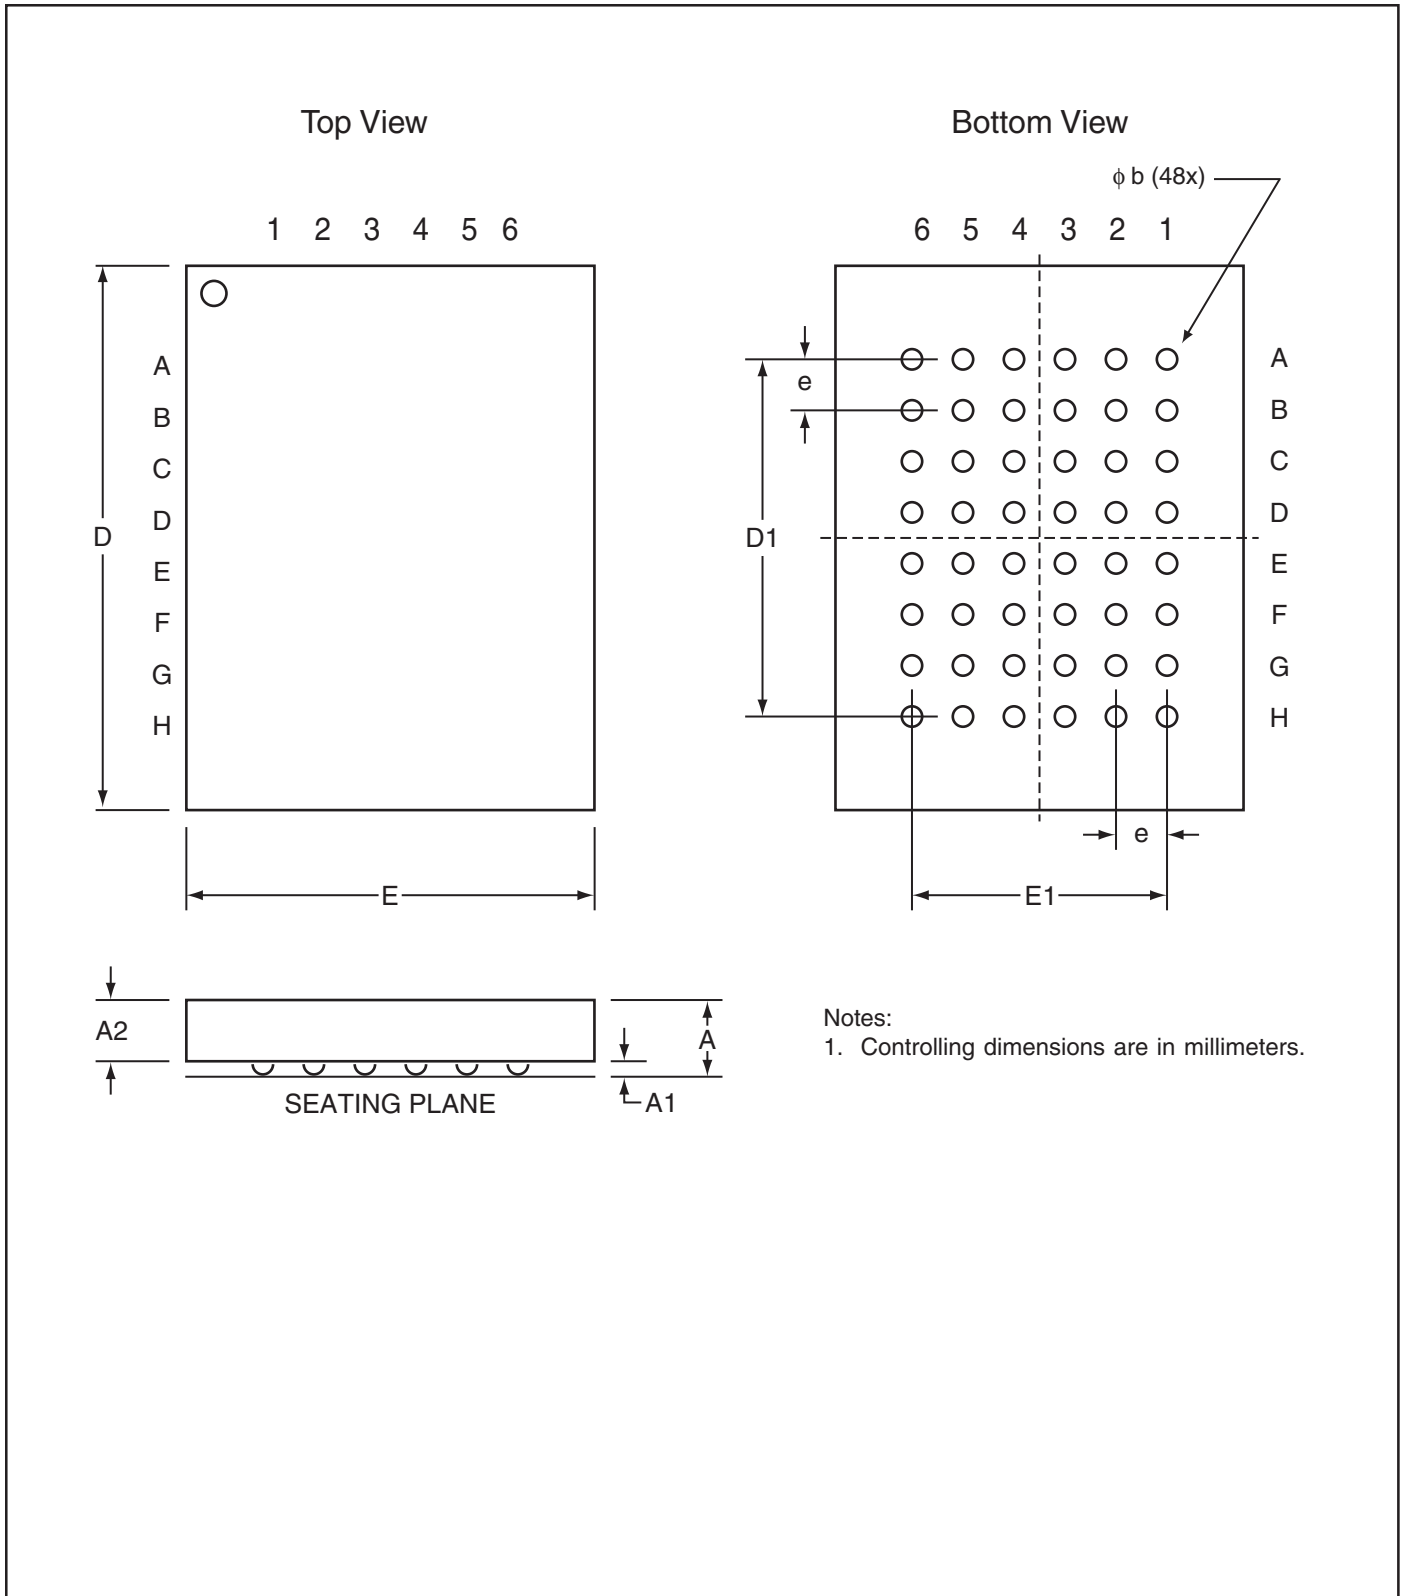 Top View
Bottom View
ϕ b (48x)
1 2 3 4 5 6
6 5 4 3 2 1
A
B
C
D
E
F
G
H
D
E
e
D1
A
B
C
D
E
F
G
H
e
E1
A2
A
A1
SEATING PLANE
Notes:
1. Controlling dimensions are in millimeters.